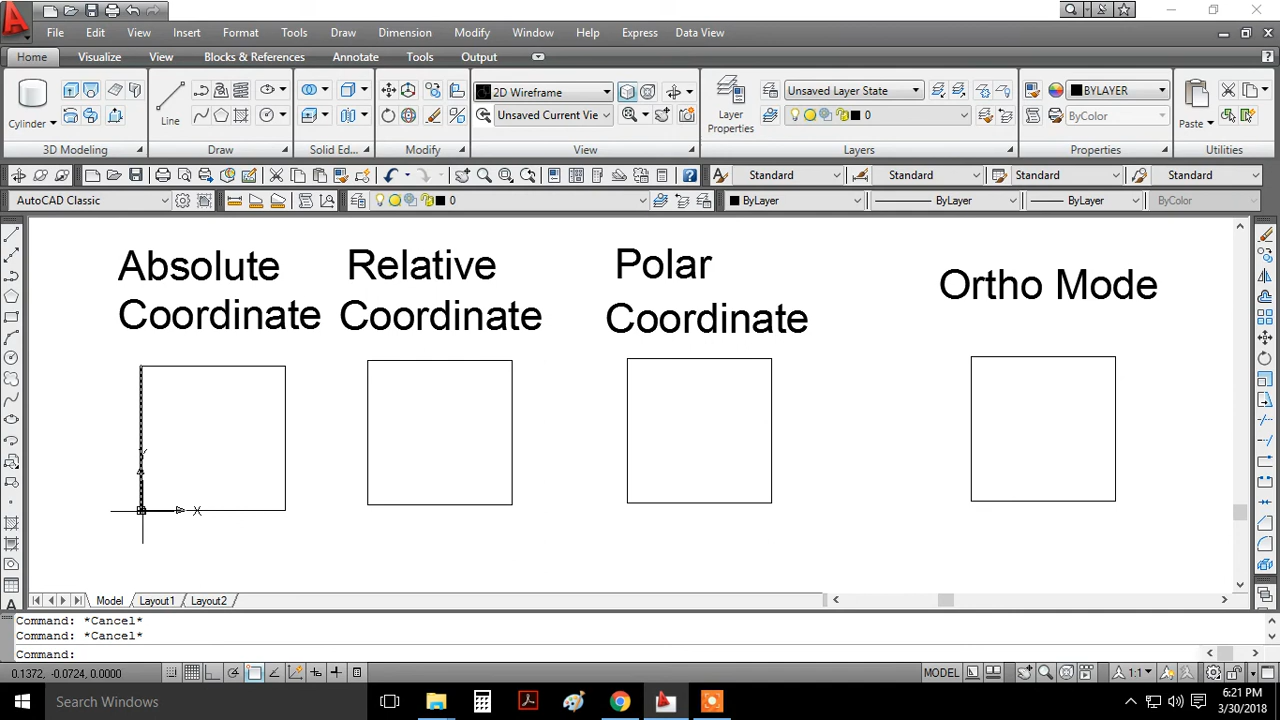 File Edit View Insert Format Tools Draw Dimension Modify Window Help Express Data View
Home Visualize View Blocks & References Annotate Tools Output
2D Wireframe
Unsaved Layer State
BYLAYER
Cylinder
Line
Unsaved Current Vie
Layer
Properties
0
ByColor
Paste
3D Modeling
Draw
Solid Ed...
Modify
View
Layers
Properties
Utilities
Standard
Standard
Standard
Standard
AutoCAD Classic
0
ByLayer
ByLayer
ByLayer
ByColor
Absolute
Coordinate
Relative
Coordinate
Polar
Coordinate
Ortho Mode
Y
X
Model Layout1 Layout2
Command: *Cancel*
Command: *Cancel*
Command:
0.1372, -0.0724, 0.0000
MODEL
1:1
Search Windows
6:21 PM
3/30/2018